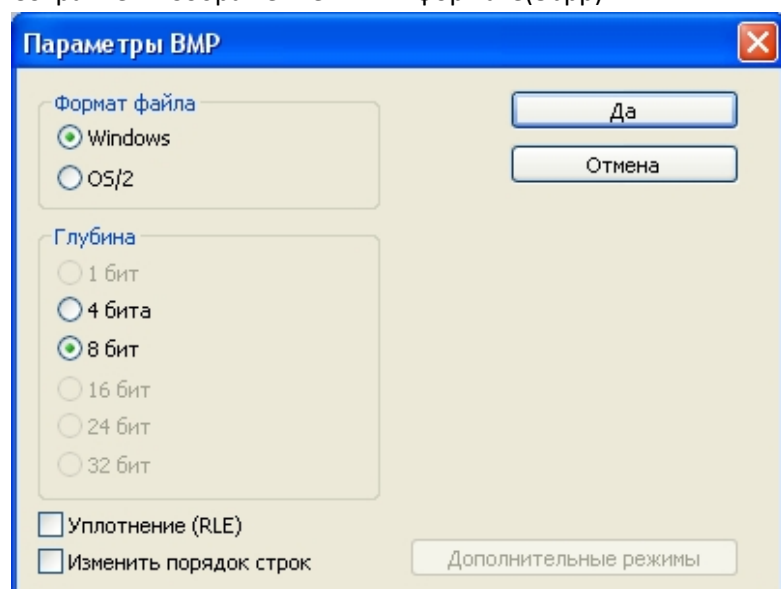 Параметры BMP
Формат файла
Windows
OS/2
Да
Отмена
Глубина
1 бит
4 бита
8 бит
16 бит
24 бит
32 бит
Уплотнение (RLE)
Изменить порядок строк
Дополнительные режимы